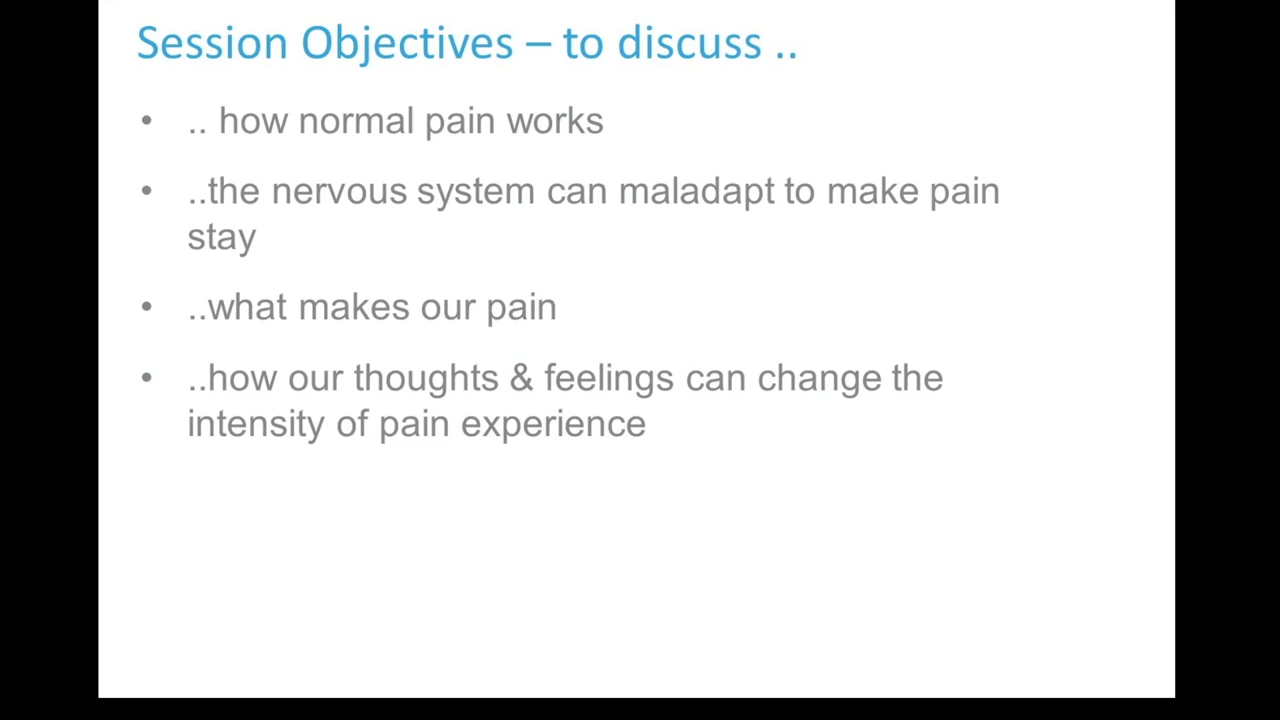 Session Objectives – to discuss ..
• .. how normal pain works
• ..the nervous system can maladapt to make pain
stay
• ..what makes our pain
• ..how our thoughts & feelings can change the
intensity of pain experience